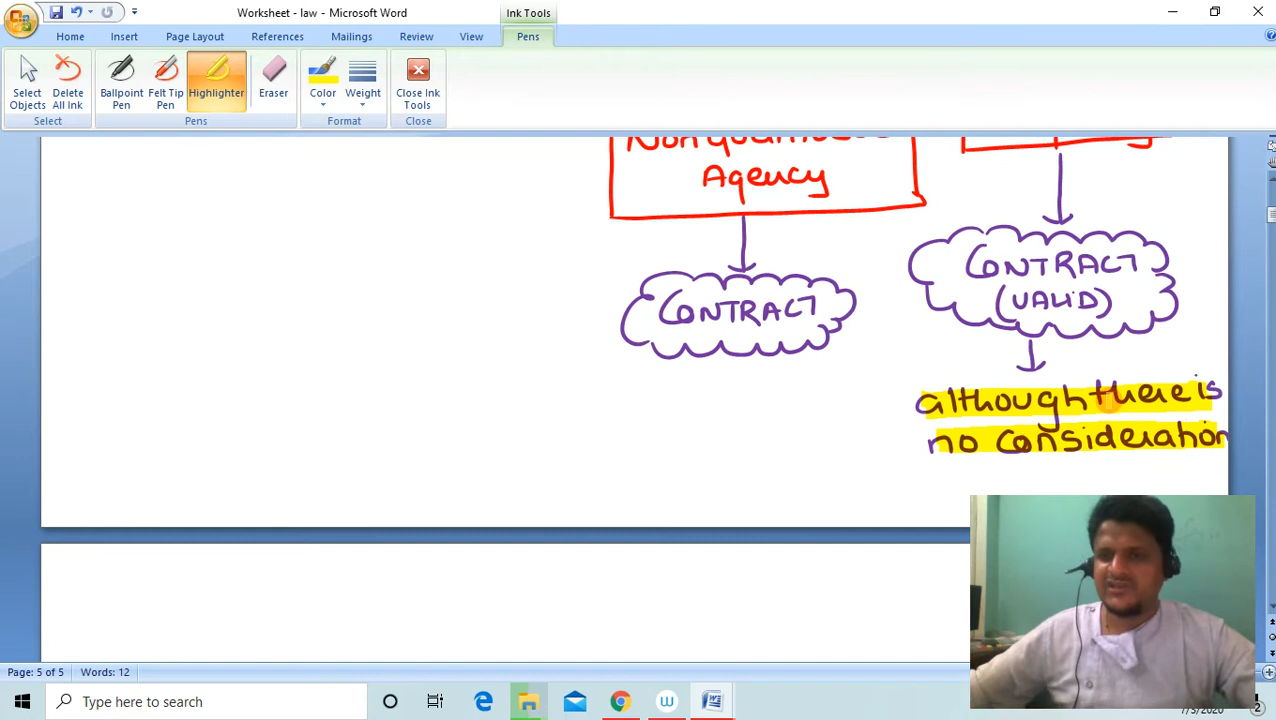 Worksheet - law - Microsoft Word
Ink Tools
Home Insert Page Layout References Mailings Review View Pens
Select Objects
Delete All Ink
Ballpoint Pen
Felt Tip Pen
Highlighter
Eraser
Color
Weight
Close Ink Tools
Select Pens Format Close
Agency
CONTRACT
CONTRACT
(VALID)
although there is
no consideration
Page: 5 of 5 Words: 12
Type here to search